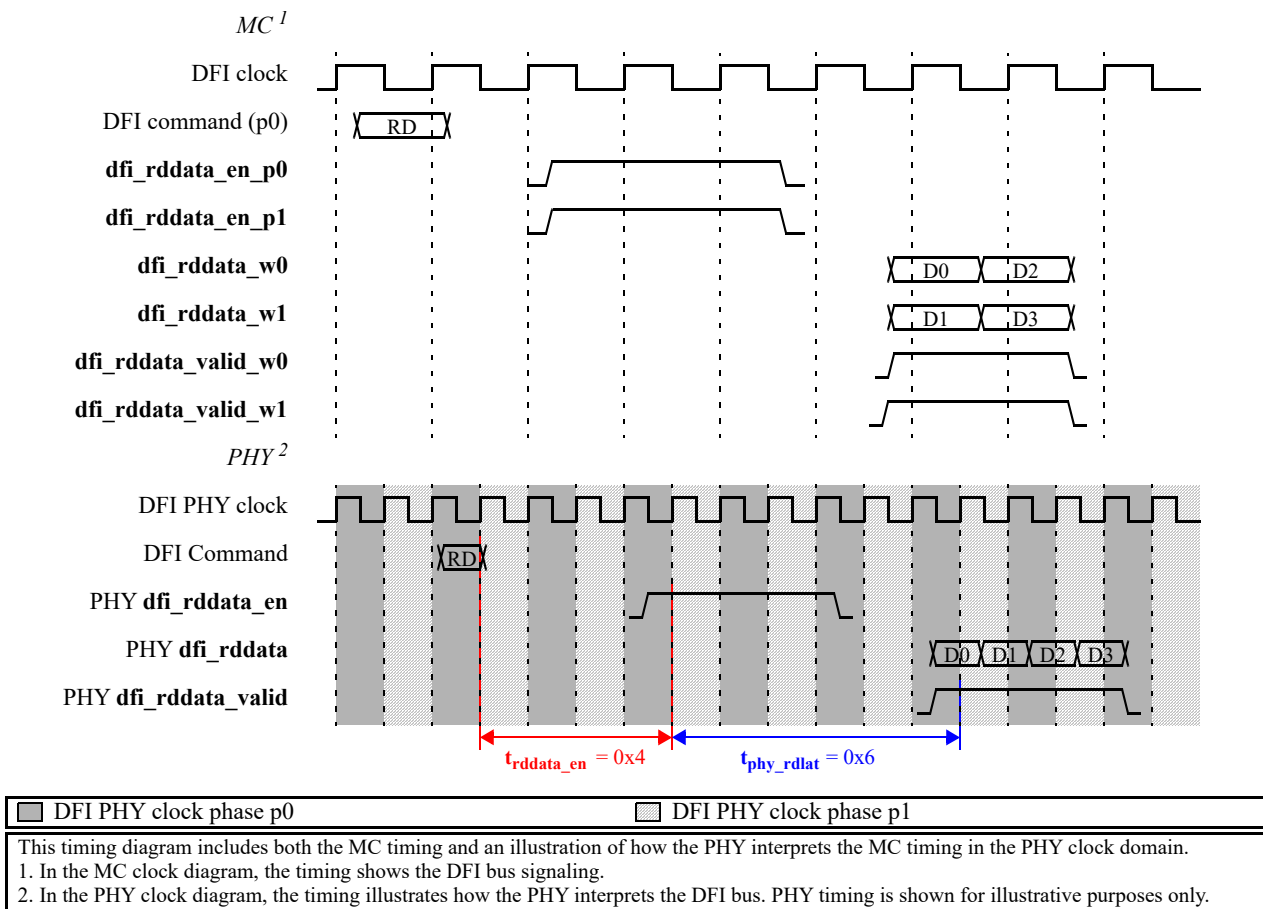 MC 1
DFI clock
DFI command (p0)
RD
dfi_rddata_en_p0
dfi_rddata_en_p1
dfi_rddata_w0
D0 D2
dfi_rddata_w1
D1 D3
dfi_rddata_valid_w0
dfi_rddata_valid_w1
PHY 2
DFI PHY clock
DFI Command
RD
PHY dfi_rddata_en
PHY dfi_rddata
D0 D1 D2 D3
PHY dfi_rddata_valid
trddata_en = 0x4 tphy_rdlat = 0x6
DFI PHY clock phase p0 DFI PHY clock phase p1
This timing diagram includes both the MC timing and an illustration of how the PHY interprets the MC timing in the PHY clock domain.
1. In the MC clock diagram, the timing shows the DFI bus signaling.
2. In the PHY clock diagram, the timing illustrates how the PHY interprets the DFI bus. PHY timing is shown for illustrative purposes only.